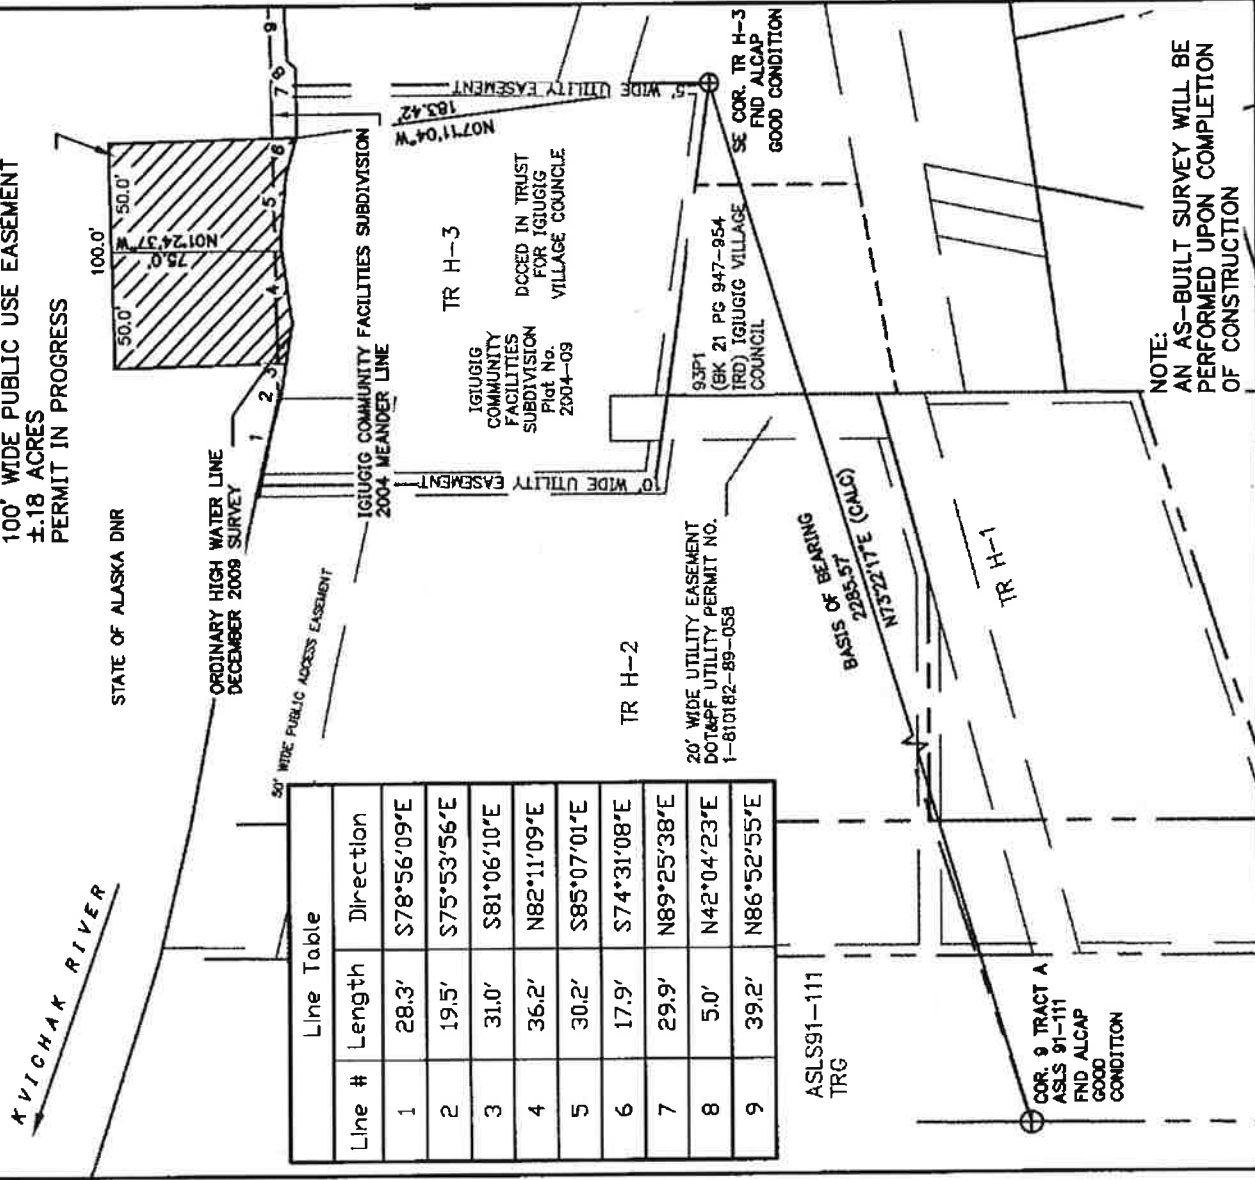 100' WIDE PUBLIC USE EASEMENT
±.18 ACRES
PERMIT IN PROGRESS
KVICHAK RIVER
STATE OF ALASKA DNR
100.0'
50.0'
50.0'
N01°24'37"W
75.0'
ORDINARY HIGH WATER LINE
DECEMBER 2009 SURVEY
1
2
3
4
5
6
7
8
9
50' WIDE PUBLIC ACCESS EASEMENT
IGIUGIG COMMUNITY FACILITIES SUBDIVISION
2004 MEANDER LINE
N07°11'04"W
183.42'
5' WIDE UTILITY EASEMENT
TR H-3
IGIUGIG
COMMUNITY
FACILITIES
SUBDIVISION
Plat No.
2004-09
DCCED IN TRUST
FOR IGIUGIG
VILLAGE COUNCLE
10' WIDE UTILITY EASEMENT
SE COR. TR H-3
FND ALCAP
GOOD CONDITION
93P1
(BK 21 PG 947-954
IRD) IGIUGIG VILLAGE
COUNCIL
TR H-2
20' WIDE UTILITY EASEMENT
DOT&PF UTILITY PERMIT NO.
1-810182-89-058
BASIS OF BEARING
2285.57'
N73°22'17"E (CALC)
TR H-1
Line Table
Line # Length Direction
1 28.3' S78°56'09"E
2 19.5' S75°53'56"E
3 31.0' S81°06'10"E
4 36.2' N82°11'09"E
5 30.2' S85°07'01"E
6 17.9' S74°31'08"E
7 29.9' N89°25'38"E
8 5.0' N42°04'23"E
9 39.2' N86°52'55"E
ASLS91-111
TRG
COR. 9 TRACT A
ASLS 91-111
FND ALCAP
GOOD
CONDITION
NOTE:
AN AS-BUILT SURVEY WILL BE
PERFORMED UPON COMPLETION
OF CONSTRUCTION